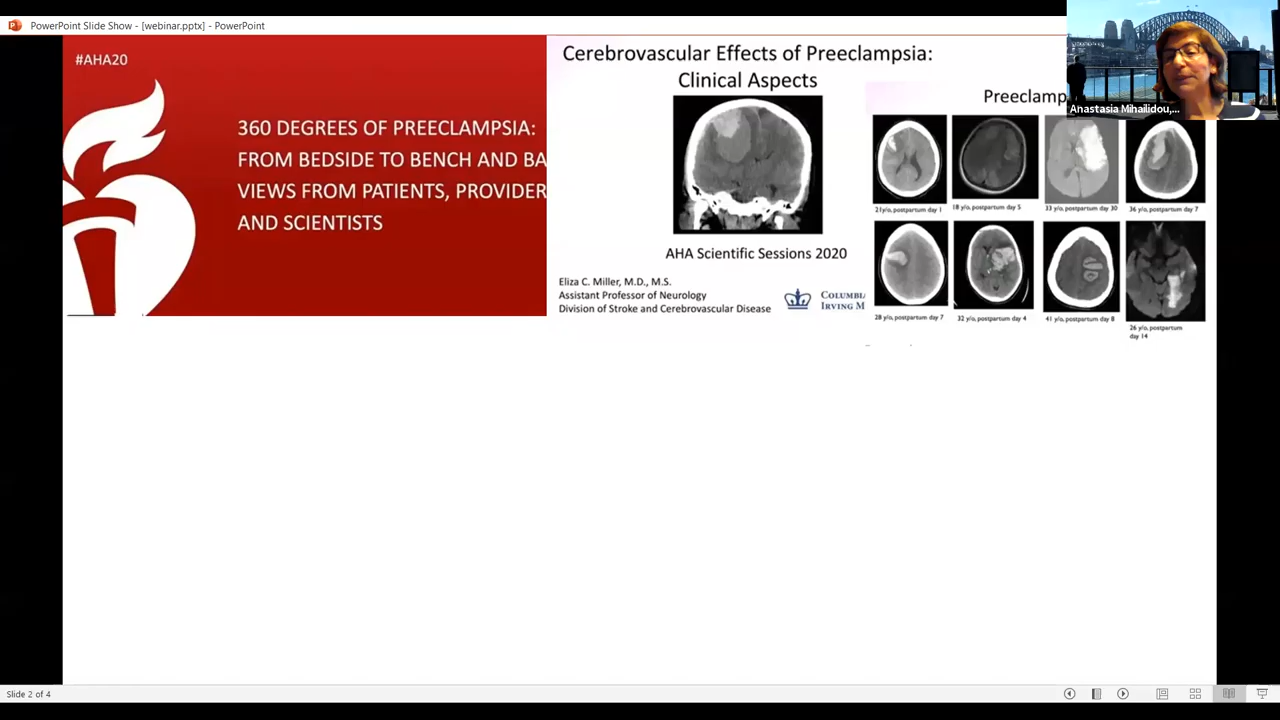 PowerPoint Slide Show - [webinar.pptx] - PowerPoint
#AHA20
360 DEGREES OF PREECLAMPSIA:
FROM BEDSIDE TO BENCH AND BA
VIEWS FROM PATIENTS, PROVIDER
AND SCIENTISTS
Cerebrovascular Effects of Preeclampsia:
Clinical Aspects
AHA Scientific Sessions 2020
Eliza C. Miller, M.D., M.S.
Assistant Professor of Neurology
Division of Stroke and Cerebrovascular Disease
COLUMBIA
IRVING M
Preeclamp
21 y/o, postpartum day 1
18 y/o, postpartum day 5
33 y/o, postpartum day 30
36 y/o, postpartum day 7
28 y/o, postpartum day 7
32 y/o, postpartum day 4
41 y/o, postpartum day 8
26 y/o, postpartum
day 14
Anastasia Mihailidou,...
Slide 2 of 4